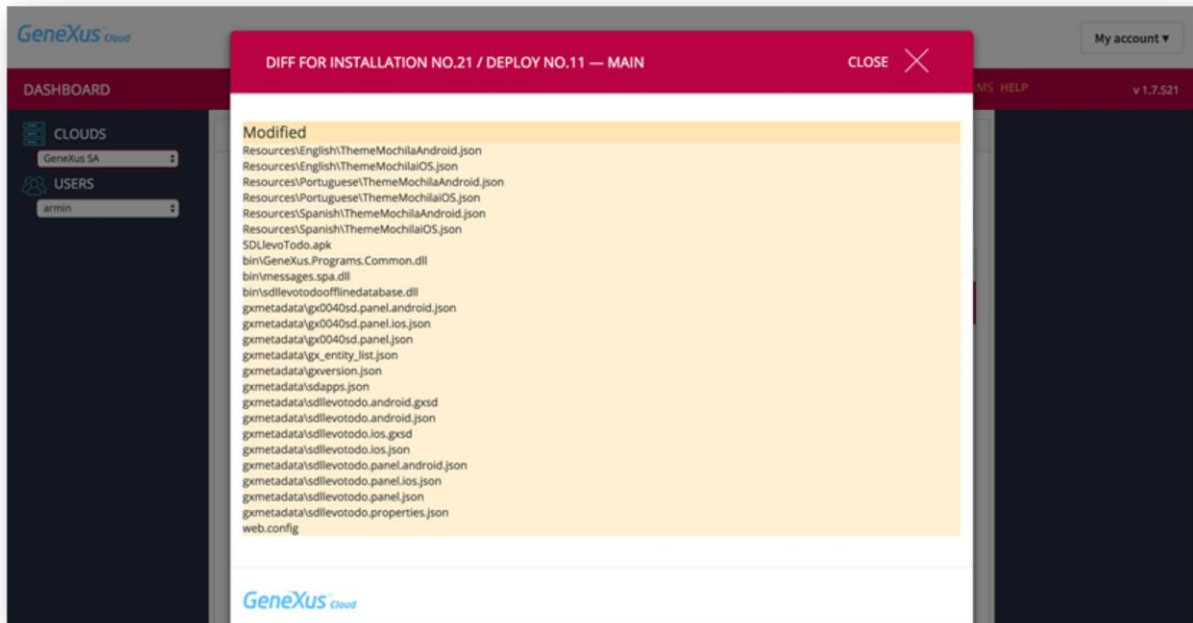 GeneXus Cloud
My account ▾
DIFF FOR INSTALLATION NO.21 / DEPLOY NO.11 — MAIN
CLOSE
DASHBOARD
HELP
v 1.7.521
CLOUDS
GeneXus SA
USERS
armin
Modified
Resources\English\ThemeMochilaAndroid.json
Resources\English\ThemeMochilaiOS.json
Resources\Portuguese\ThemeMochilaAndroid.json
Resources\Portuguese\ThemeMochilaiOS.json
Resources\Spanish\ThemeMochilaAndroid.json
Resources\Spanish\ThemeMochilaiOS.json
SDLlevoTodo.apk
bin\GeneXus.Programs.Common.dll
bin\messages.spa.dll
bin\sdllevotodoofflinedatabase.dll
gxmetadata\gx0040sd.panel.android.json
gxmetadata\gx0040sd.panel.ios.json
gxmetadata\gx0040sd.panel.json
gxmetadata\gx_entity_list.json
gxmetadata\gxversion.json
gxmetadata\sdapps.json
gxmetadata\sdllevotodo.android.gxsd
gxmetadata\sdllevotodo.android.json
gxmetadata\sdllevotodo.ios.gxsd
gxmetadata\sdllevotodo.ios.json
gxmetadata\sdllevotodo.panel.android.json
gxmetadata\sdllevotodo.panel.ios.json
gxmetadata\sdllevotodo.panel.json
gxmetadata\sdllevotodo.properties.json
web.config
GeneXus Cloud